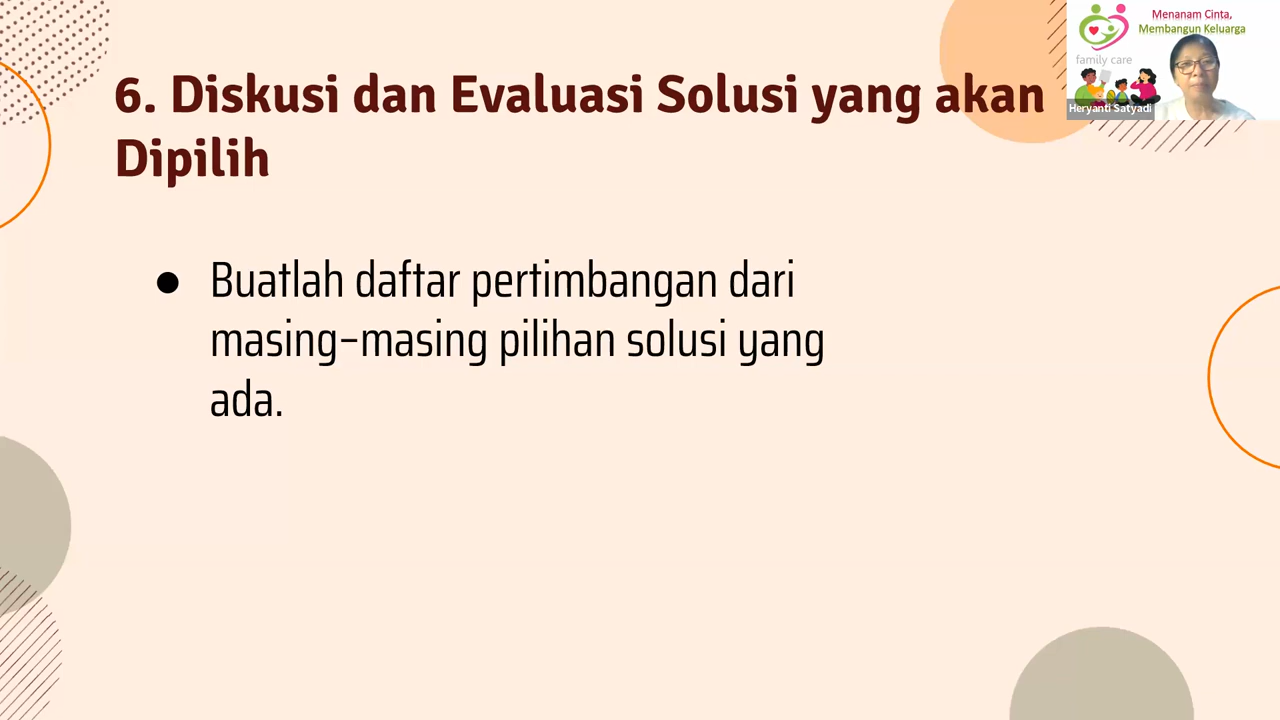 6. Diskusi dan Evaluasi Solusi yang akan
Dipilih
● Buatlah daftar pertimbangan dari
masing-masing pilihan solusi yang
ada.
Menanam Cinta,
Membangun Keluarga
family care
Heryanti Satyadi